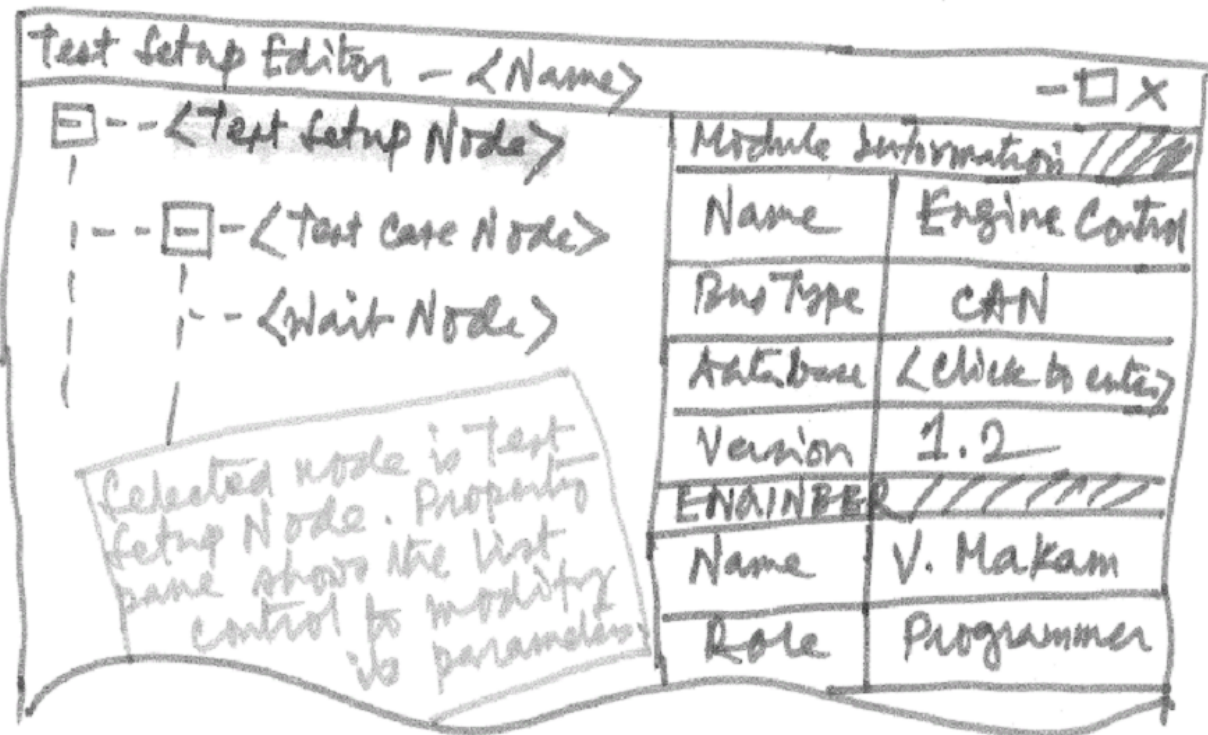 Test Setup Editor - <Name>
- □ X
<Test Setup Node>
<Test Case Node>
<Wait Node>
Selected node is Test
Setup Node. Property
pane shows the list
control to modify
its parameters.
Module Information
Name Engine Control
Bus Type CAN
Database <Click to enter>
Version 1.2
ENGINEER
Name V. Makam
Role Programmer